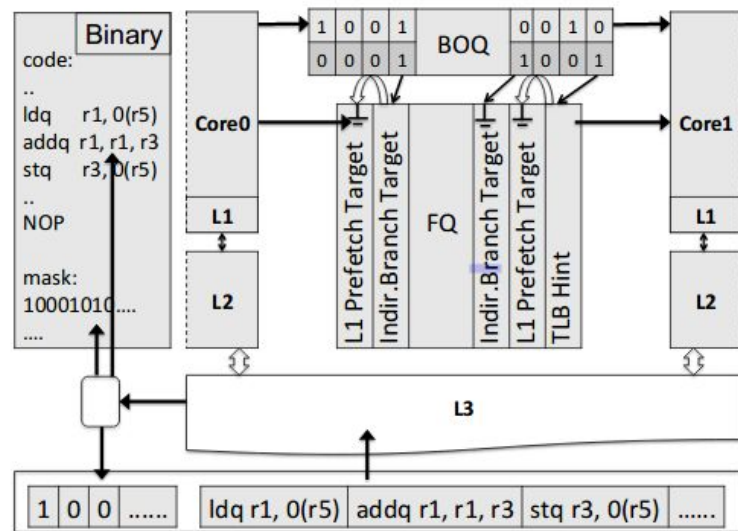 Binary
code:
..
ldq r1, 0(r5)
addq r1, r1, r3
stq r3, 0(r5)
..
NOP
mask:
10001010....
....
Core0
L1
L2
1 0 0 1 BOQ 0 0 1 0
0 0 0 1 1 0 0 1
L1 Prefetch Target
Indir.Branch Target
FQ
Indir.Branch Target
L1 Prefetch Target
TLB Hint
Core1
L1
L2
L3
1 0 0 ...... ldq r1, 0(r5) addq r1, r1, r3 stq r3, 0(r5) ......